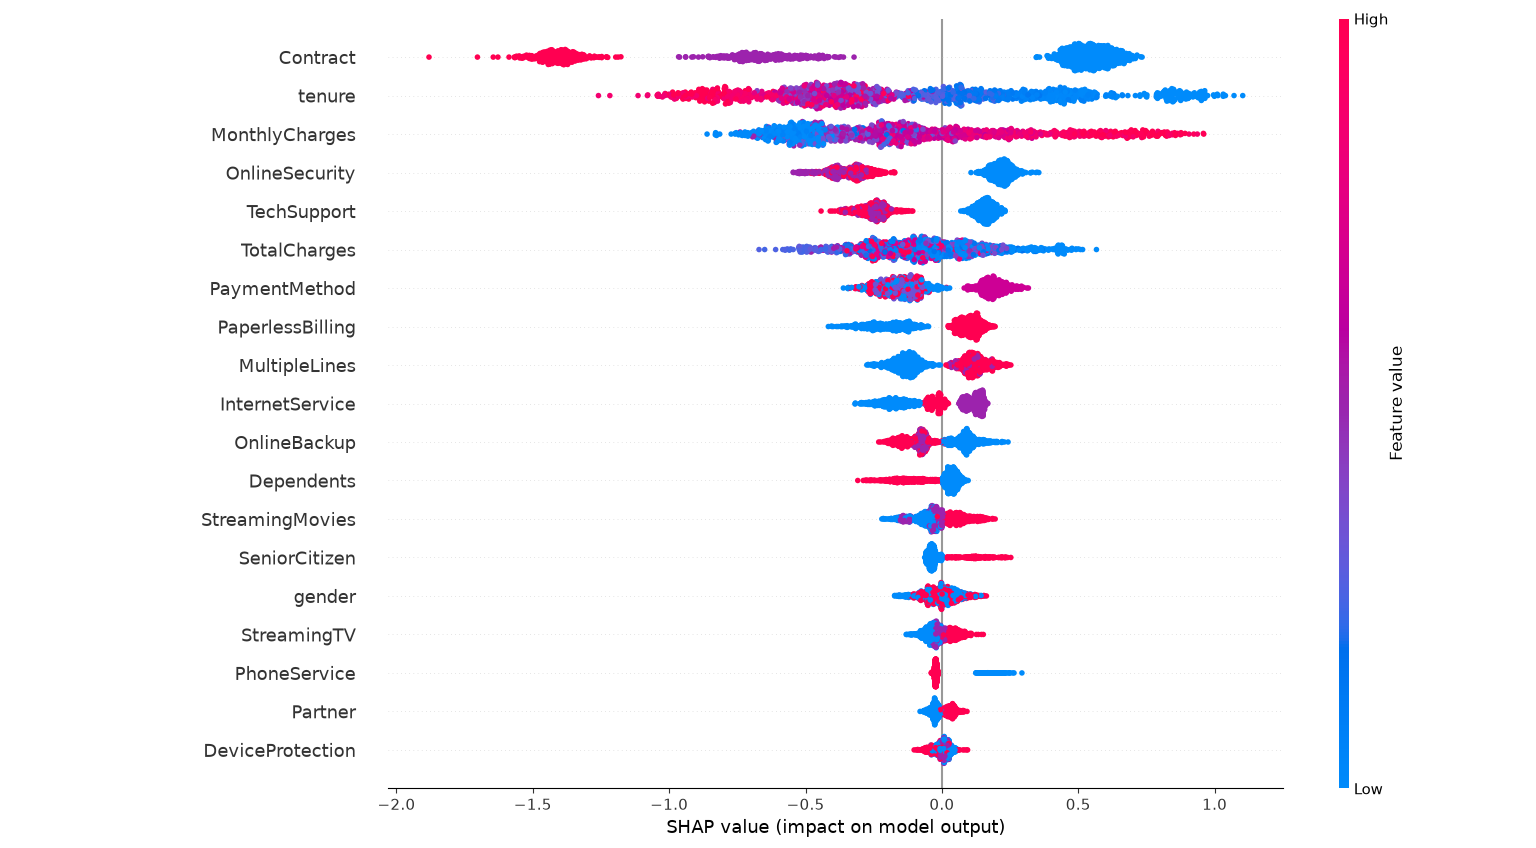 High
Contract
tenure
MonthlyCharges
OnlineSecurity
TechSupport
TotalCharges
PaymentMethod
PaperlessBilling
MultipleLines
InternetService
OnlineBackup
Dependents
StreamingMovies
SeniorCitizen
gender
StreamingTV
PhoneService
Partner
DeviceProtection
Feature value
Low
−2.0 −1.5 −1.0 −0.5 0.0 0.5 1.0
SHAP value (impact on model output)